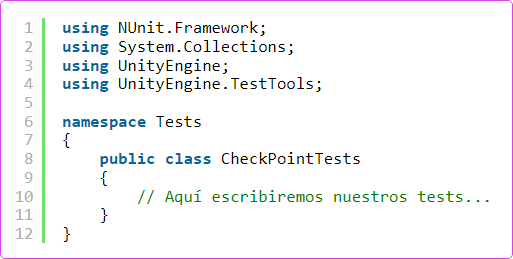 1 using NUnit.Framework;
2 using System.Collections;
3 using UnityEngine;
4 using UnityEngine.TestTools;
5
6 namespace Tests
7 {
8     public class CheckPointTests
9     {
10         // Aquí escribiremos nuestros tests...
11     }
12 }